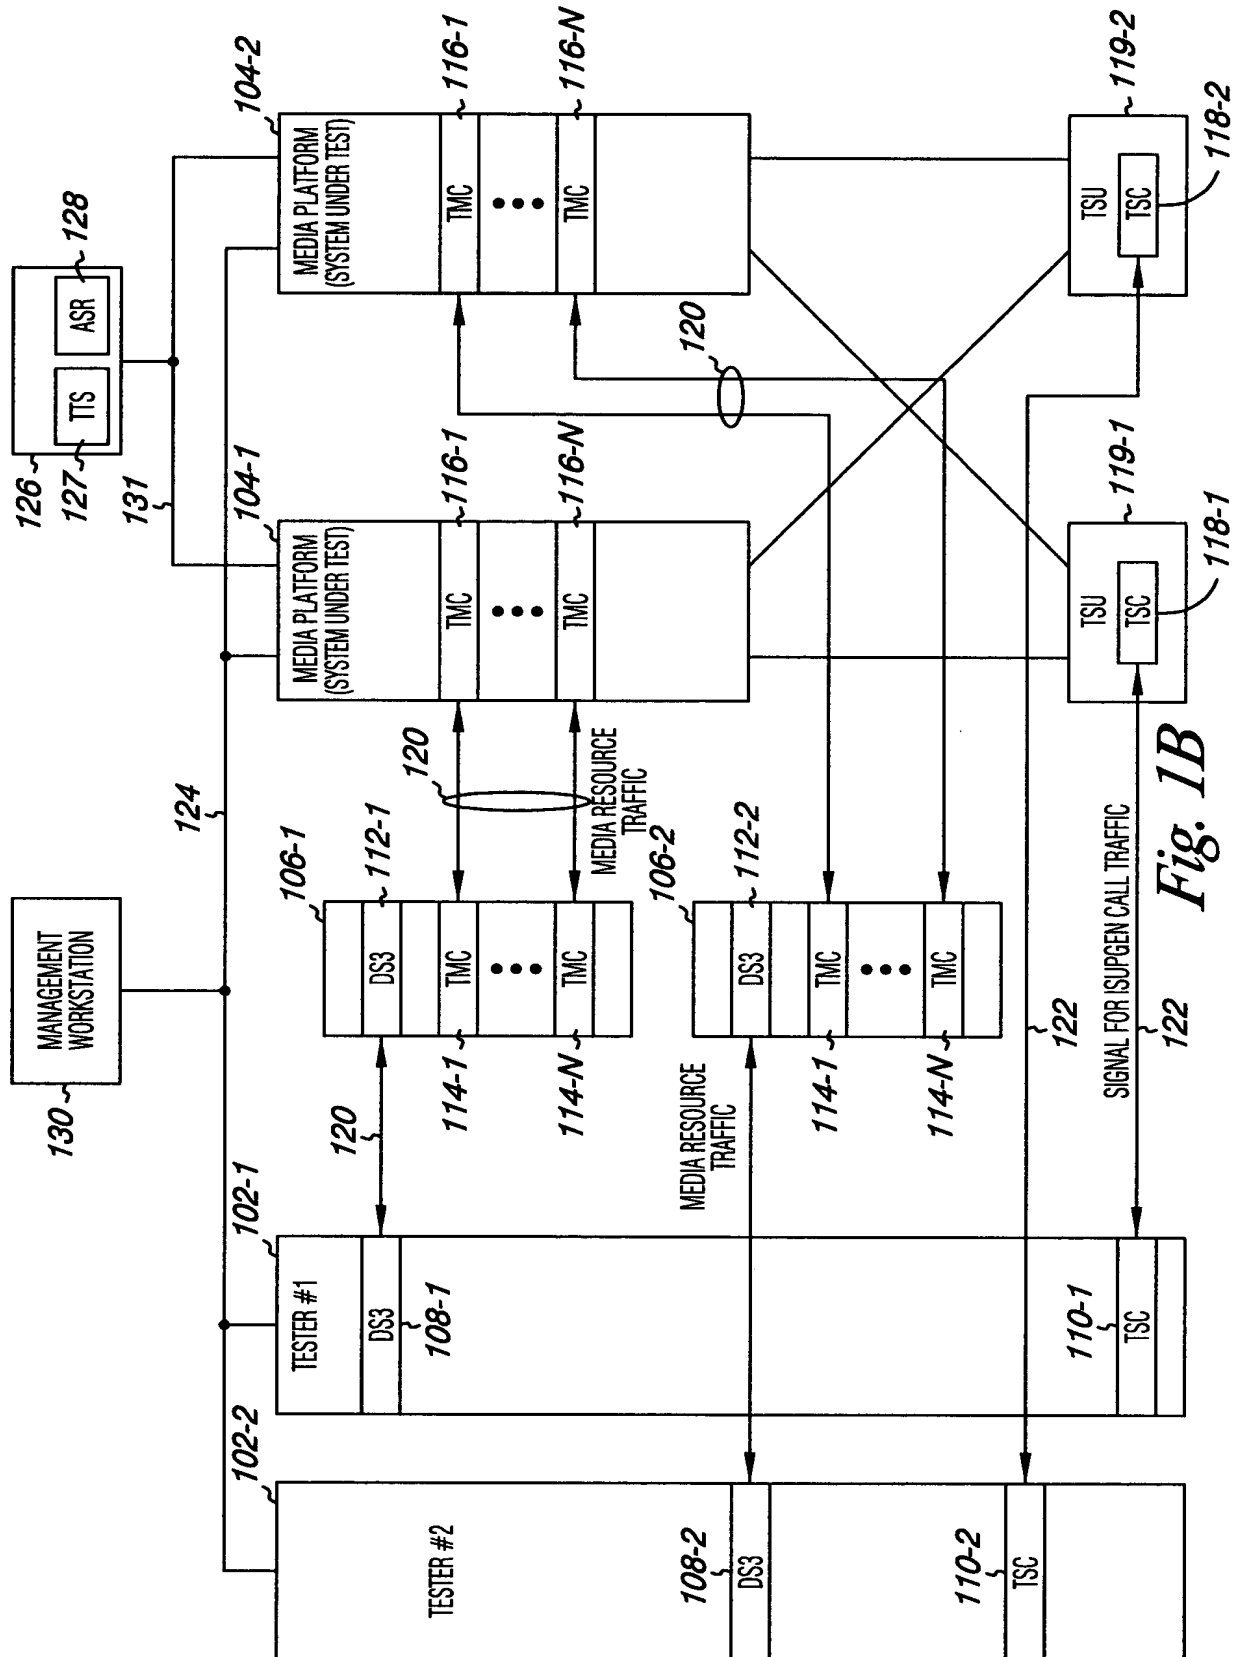 130
MANAGEMENT
WORKSTATION
124
126
TTS
127
ASR
128
131
102-2
TESTER #2
DS3
108-2
TSC
110-2
102-1
TESTER #1
DS3
108-1
TSC
110-1
120
106-1
DS3
112-1
TMC
114-1
TMC
114-N
120
MEDIA RESOURCE
TRAFFIC
MEDIA RESOURCE
TRAFFIC
106-2
DS3
112-2
TMC
114-1
TMC
114-N
104-1
MEDIA PLATFORM
(SYSTEM UNDER TEST)
TMC
116-1
TMC
116-N
104-2
MEDIA PLATFORM
(SYSTEM UNDER TEST)
TMC
116-1
TMC
116-N
120
122
SIGNAL FOR ISUPGEN CALL TRAFFIC
122
TSU
TSC
119-1
118-1
TSU
TSC
119-2
118-2
Fig. 1B